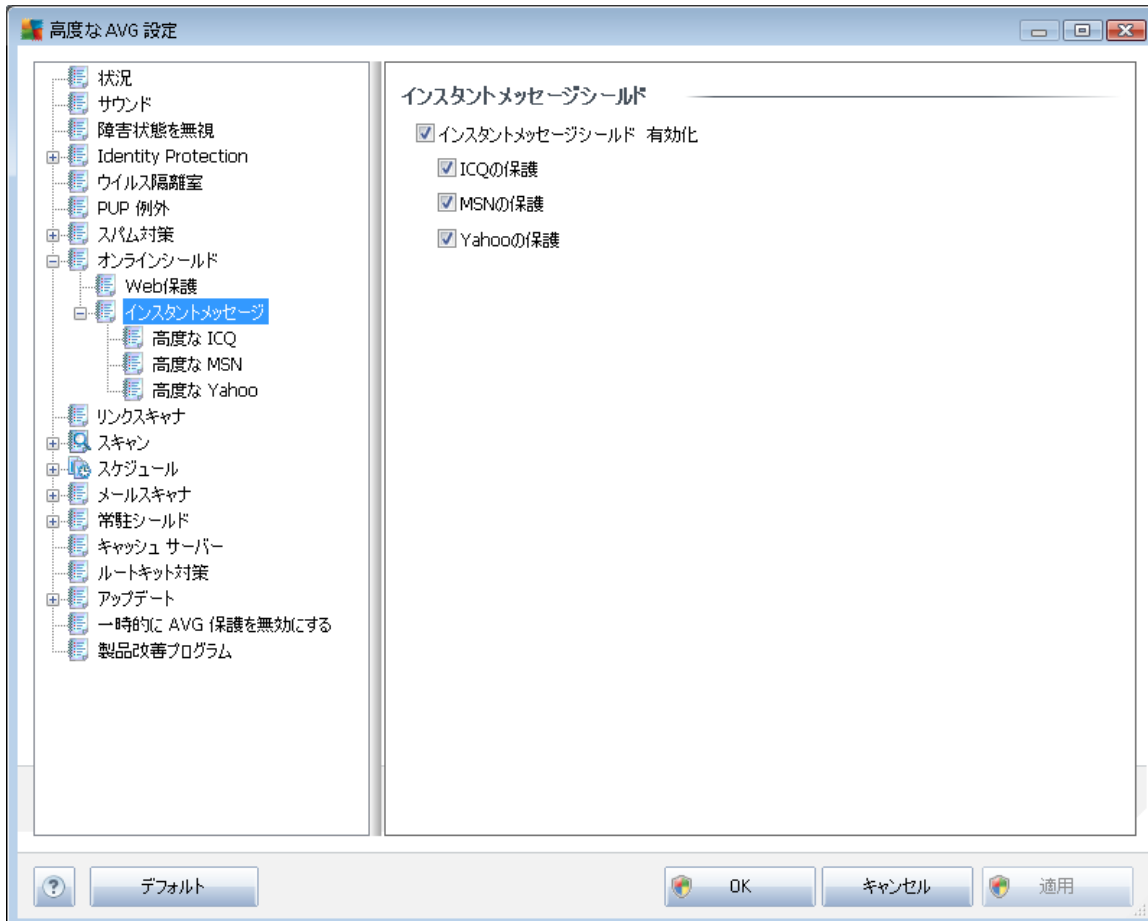 高度な AVG 設定
状況
サウンド
障害状態を無視
Identity Protection
ウイルス隔離室
PUP 例外
スパム対策
オンラインシールド
Web保護
インスタントメッセージ
高度な ICQ
高度な MSN
高度な Yahoo
リンクスキャナ
スキャン
スケジュール
メールスキャナ
常駐シールド
キャッシュ サーバー
ルートキット対策
アップデート
一時的に AVG 保護を無効にする
製品改善プログラム
インスタントメッセージシールド
インスタントメッセージシールド 有効化
ICQの保護
MSNの保護
Yahooの保護
?
デフォルト
OK
キャンセル
適用